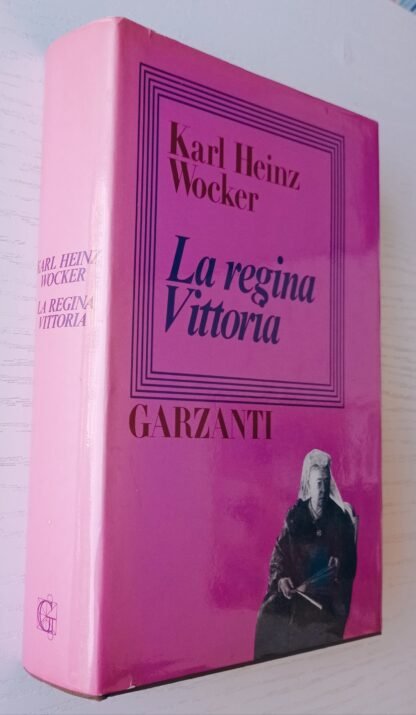 Karl Heinz
Wocker
La regina
Vittoria
GARZANTI
KARL HEINZ
WOCKER
LA REGINA
VITTORIA
G